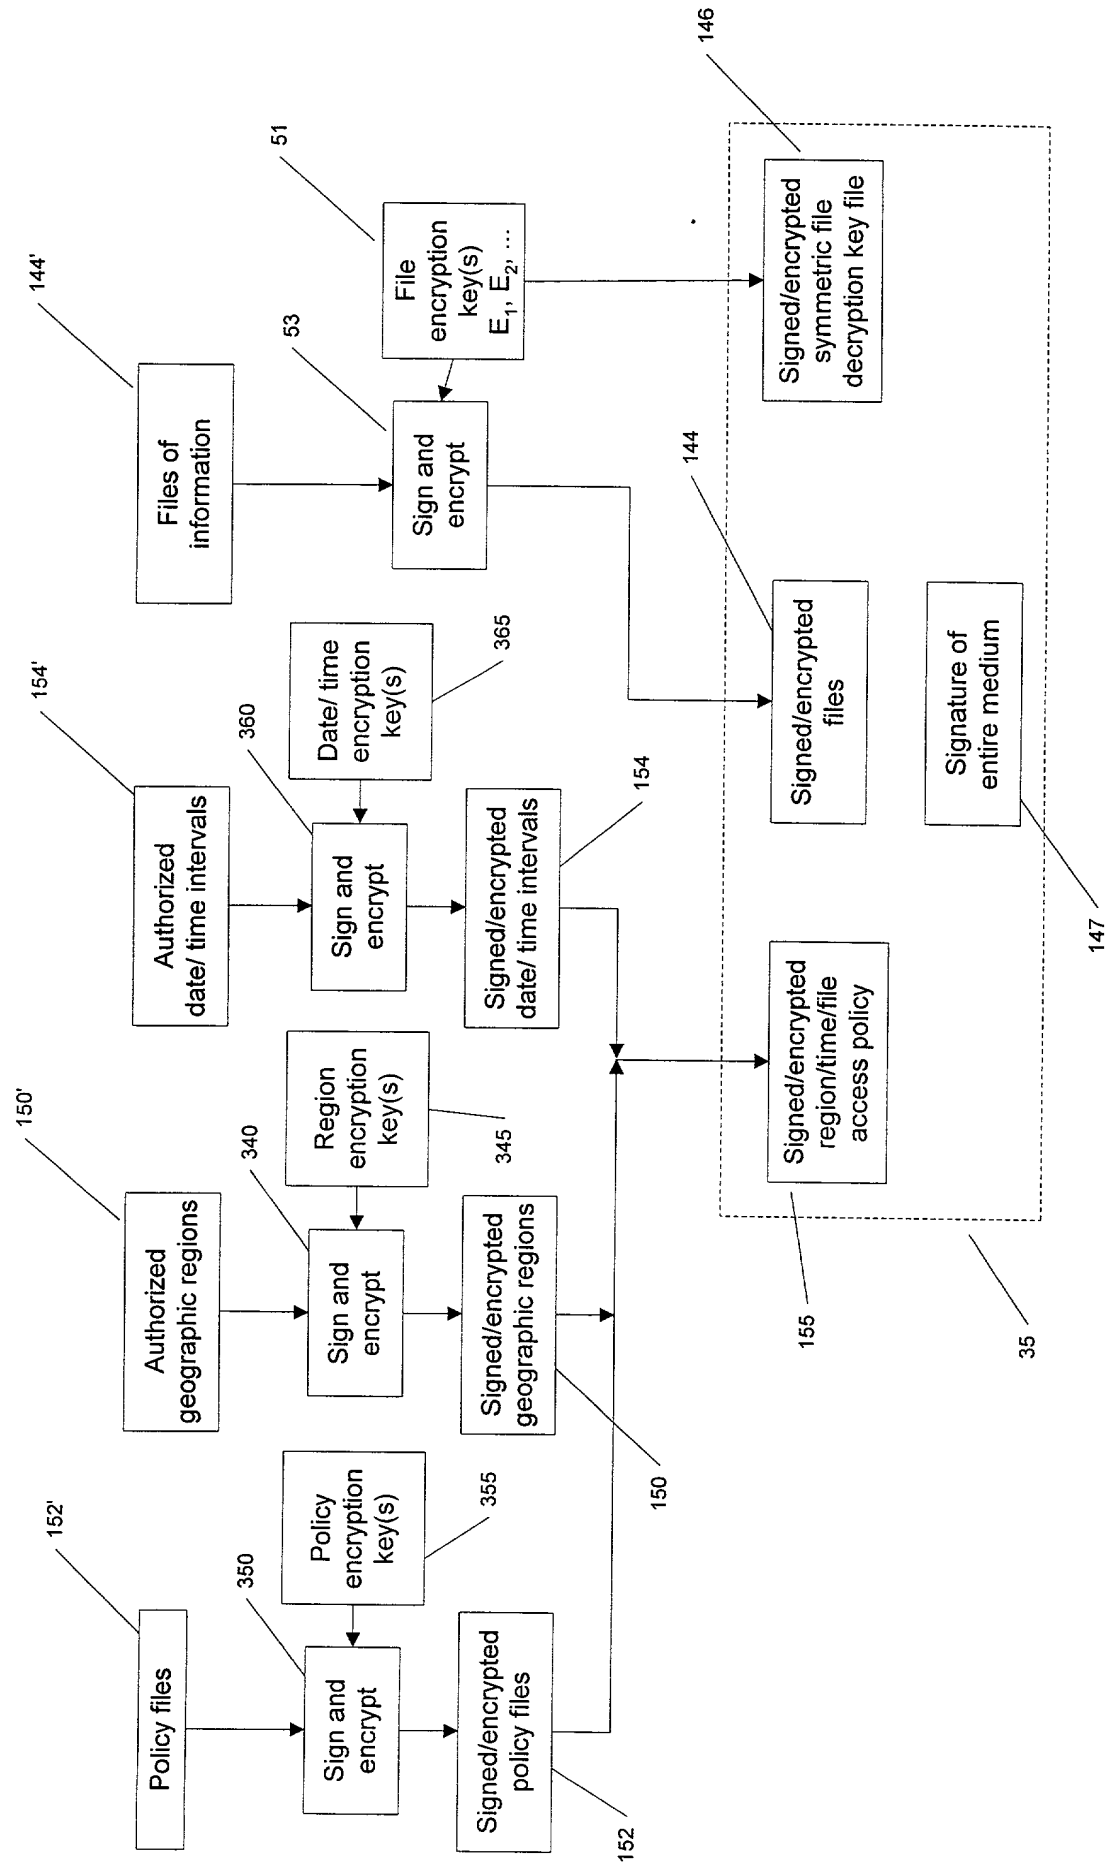 152'
Policy files
350
Sign and
encrypt
Policy
encryption
key(s)
355
Signed/encrypted
policy files
152
150'
Authorized
geographic regions
340
Sign and
encrypt
Region
encryption
key(s)
345
Signed/encrypted
geographic regions
150
154'
Authorized
date/ time intervals
360
Sign and
encrypt
Date/ time
encryption
key(s)
365
Signed/encrypted
date/ time intervals
154
144'
Files of
information
53
Sign and
encrypt
51
File
encryption
key(s)
E₁, E₂, ...
155
Signed/encrypted
region/time/file
access policy
144
Signed/encrypted
files
146
Signed/encrypted
symmetric file
decryption key file
Signature of
entire medium
147
35